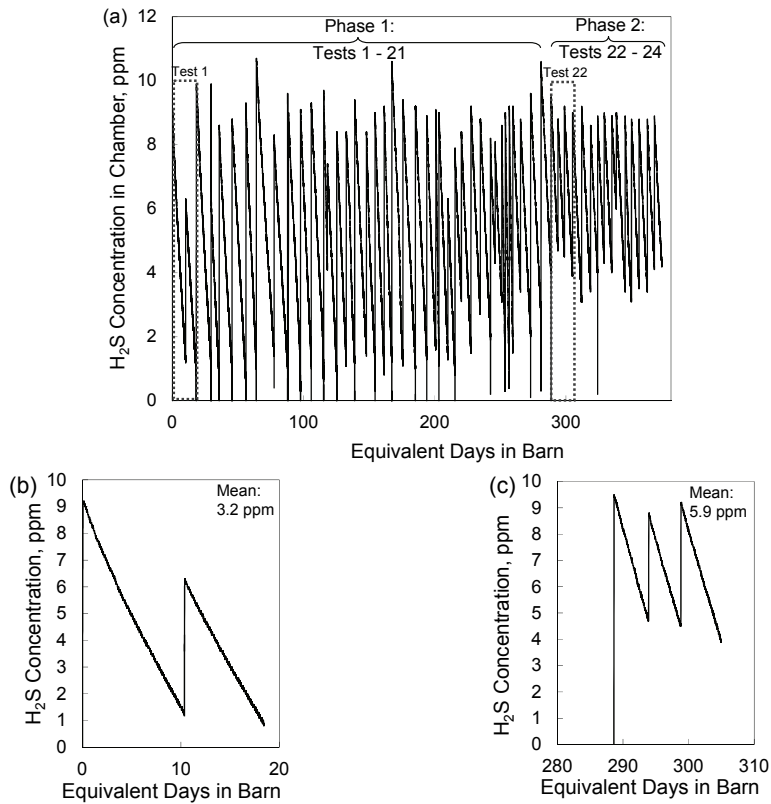 (a)
Phase 1:
Tests 1 - 21
Phase 2:
Tests 22 - 24
Test 1
Test 22
H₂S Concentration in Chamber, ppm
12
10
8
6
4
2
0
0 100 200 300
Equivalent Days in Barn
(b)
Mean:
3.2 ppm
H₂S Concentration, ppm
10
9
8
7
6
5
4
3
2
1
0
0 10 20
Equivalent Days in Barn
(c)
Mean:
5.9 ppm
H₂S Concentration, ppm
10
9
8
7
6
5
4
3
2
1
0
280 290 300 310
Equivalent Days in Barn